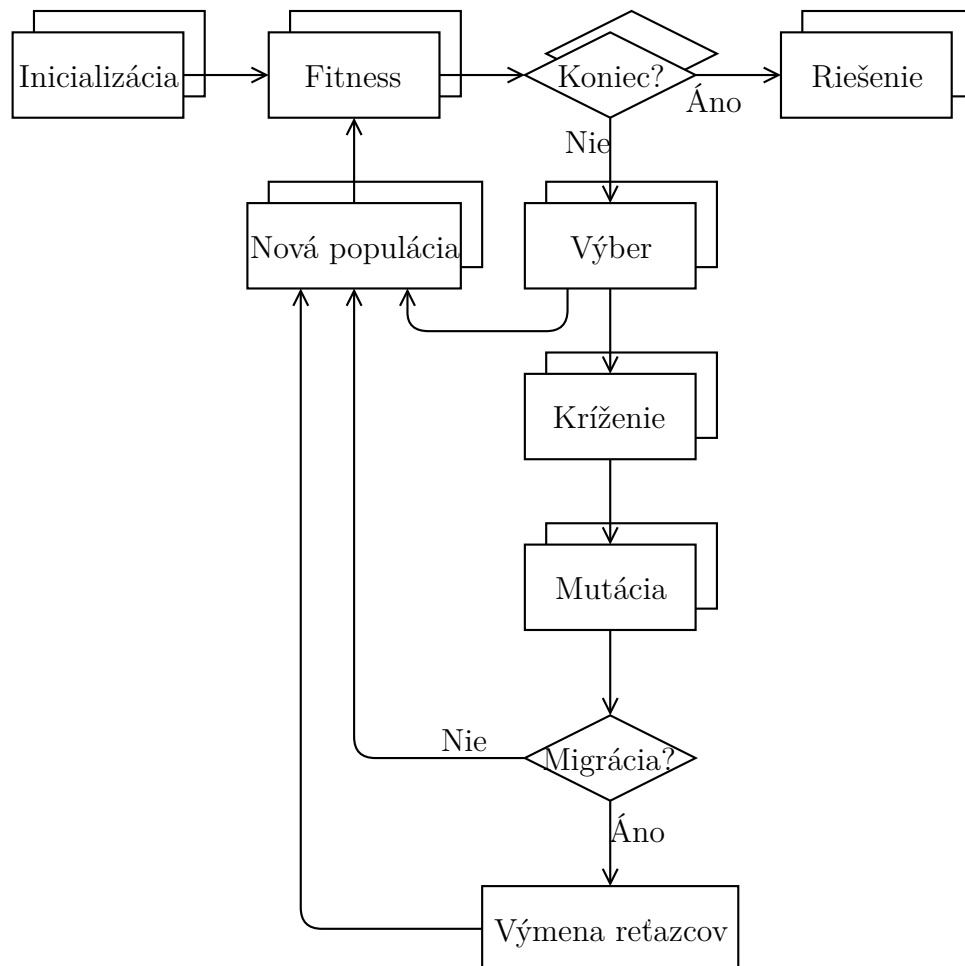 Inicializácia
Fitness
Koniec?
Riešenie
Áno
Nie
Nová populácia
Výber
Kríženie
Mutácia
Nie
Migrácia?
Áno
Výmena reťazcov